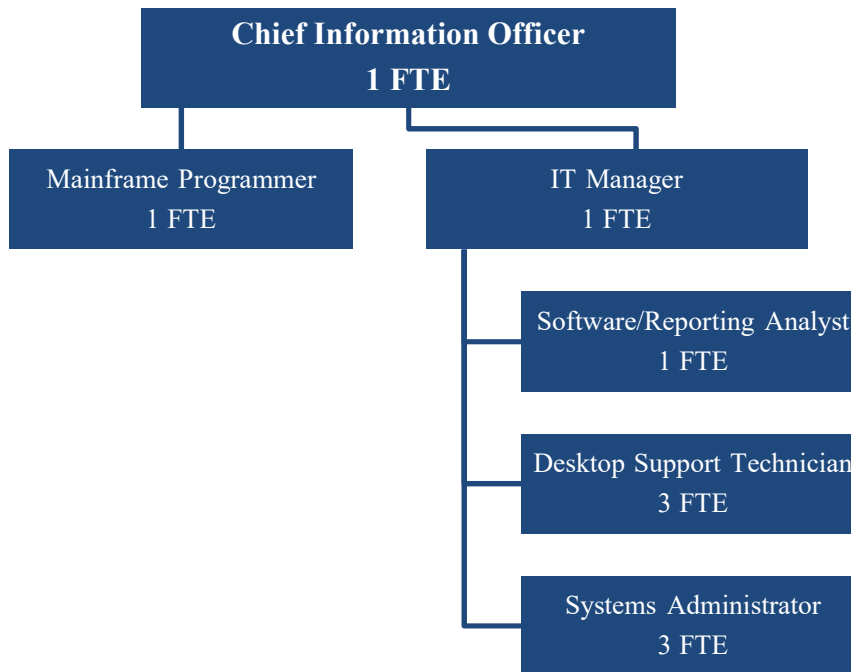 Chief Information Officer
1 FTE
Mainframe Programmer
1 FTE
IT Manager
1 FTE
Software/Reporting Analyst
1 FTE
Desktop Support Technician
3 FTE
Systems Administrator
3 FTE